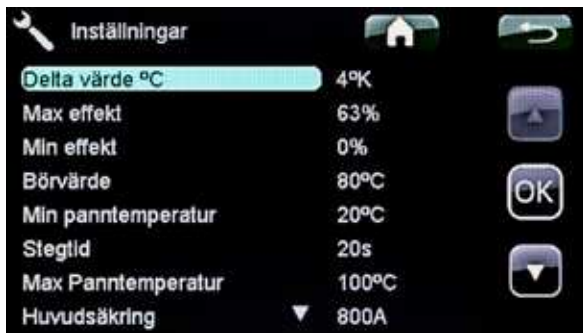 Inställningar
Delta värde ºC 4ºK
Max effekt 63%
Min effekt 0%
Börvärde 80ºC
Min panntemperatur 20ºC
Stegtid 20s
Max Panntemperatur 100ºC
Huvudsäkring 800A
OK